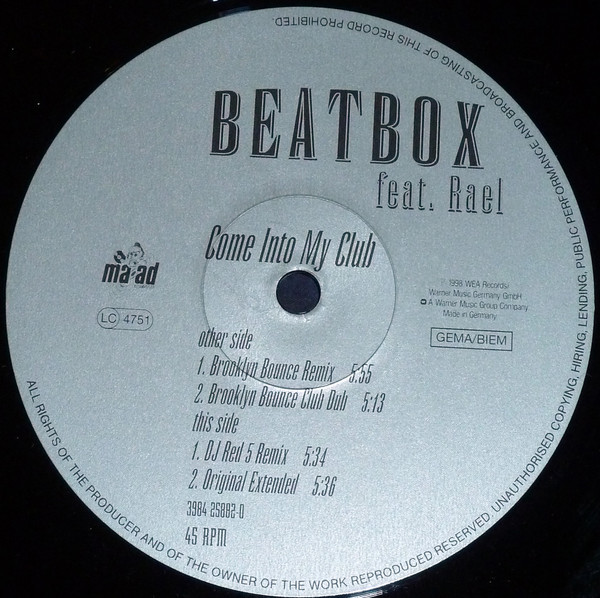 BEATBOX
feat. Rael
Come Into My Club
ma ad
LC 4751
1998 WEA Records/
Warner Music Germany GmbH
A Warner Music Group Company
Made in Germany
GEMA/BIEM
other side
1. Brooklyn Bounce Remix 5:55
2. Brooklyn Bounce Club Dub 5:13
this side
1. DJ Red 5 Remix 5:34
2. Original Extended 5:36
3984 25882-0
45 RPM
ALL RIGHTS OF THE PRODUCER AND OF THE OWNER OF THE WORK REPRODUCED RESERVED. UNAUTHORISED COPYING, HIRING, LENDING, PUBLIC PERFORMANCE AND BROADCASTING OF THIS RECORD PROHIBITED.